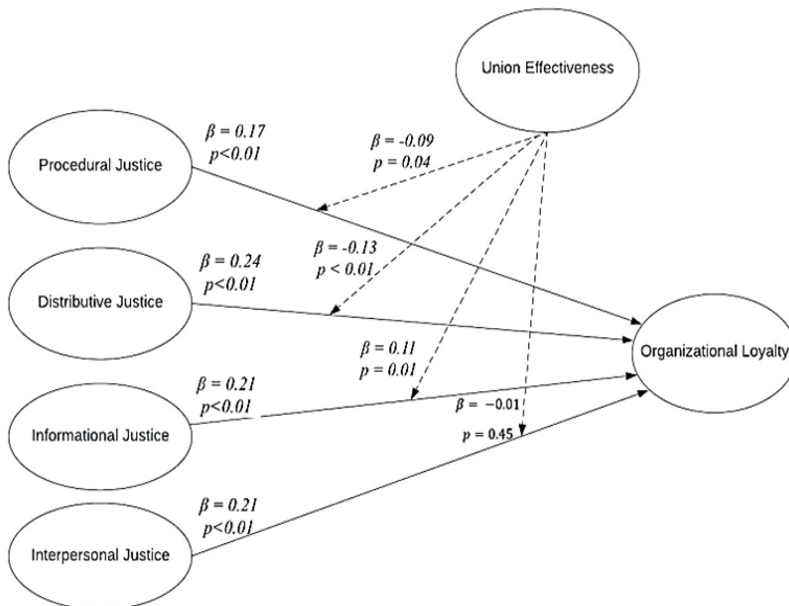 Union Effectiveness
β = 0.17
p<0.01
β = -0.09
p = 0.04
Procedural Justice
β = 0.24
p<0.01
β = -0.13
p < 0.01
Distributive Justice
Organizational Loyalty
β = 0.11
p = 0.01
β = 0.21
p<0.01
β = −0.01
p = 0.45
Informational Justice
β = 0.21
p<0.01
Interpersonal Justice